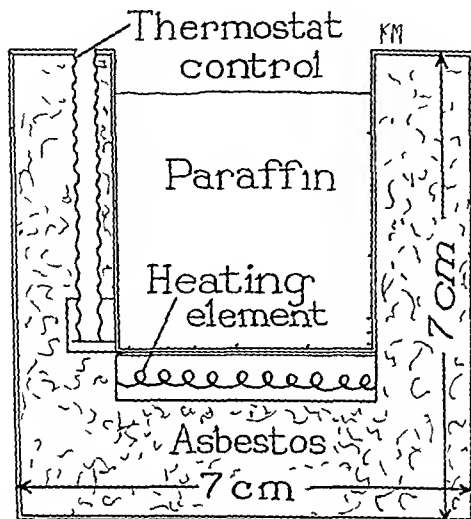 Thermostat
control
KM
Paraffin
Heating
element
7 cm
Asbestos
7 cm